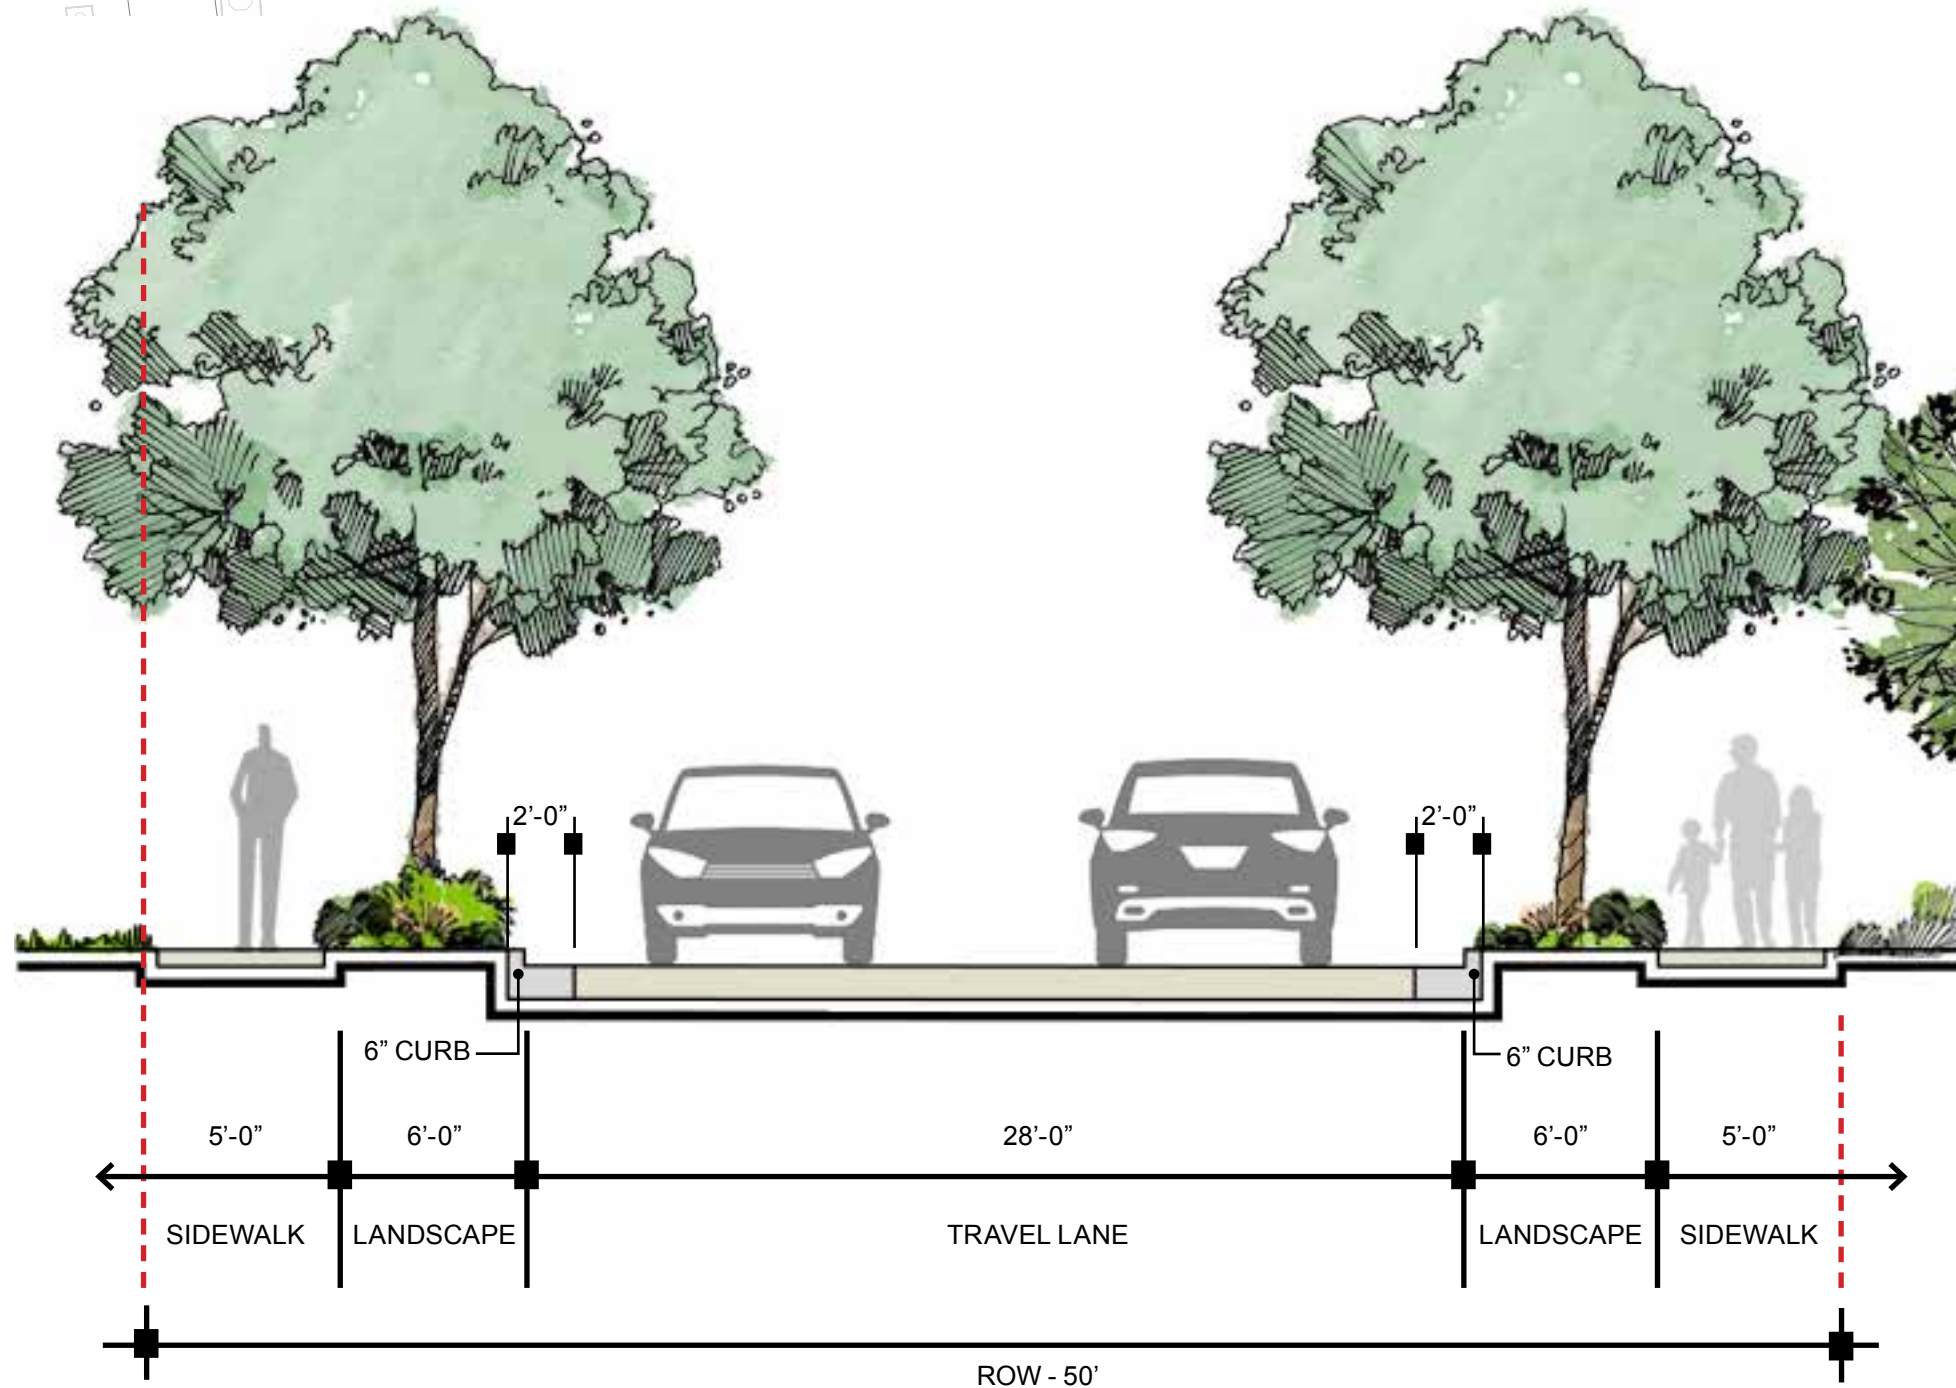 2’-0”
2’-0”
6” CURB
6” CURB
5’-0”
6’-0”
28’-0”
6’-0”
5’-0”
SIDEWALK
LANDSCAPE
TRAVEL LANE
LANDSCAPE
SIDEWALK
ROW - 50’